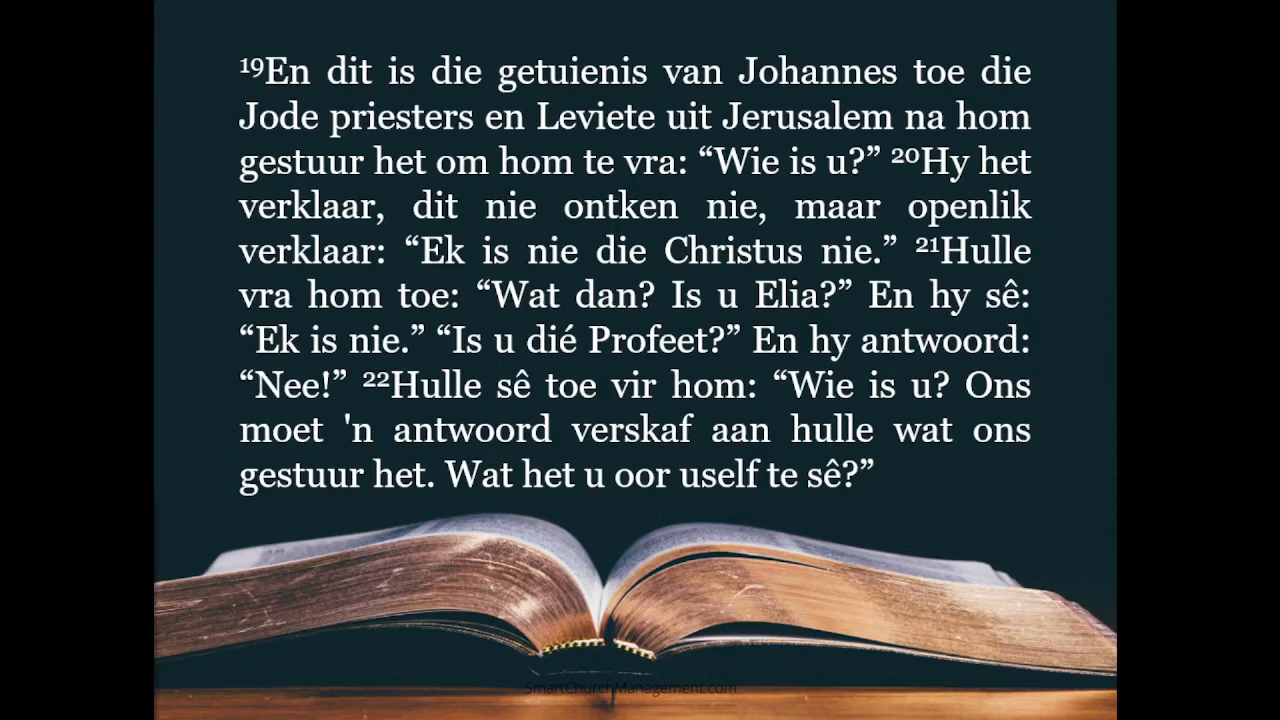 ¹⁹En dit is die getuienis van Johannes toe die
Jode priesters en Leviete uit Jerusalem na hom
gestuur het om hom te vra: “Wie is u?” ²⁰Hy het
verklaar, dit nie ontken nie, maar openlik
verklaar: “Ek is nie die Christus nie.” ²¹Hulle
vra hom toe: “Wat dan? Is u Elia?” En hy sê:
“Ek is nie.” “Is u dié Profeet?” En hy antwoord:
“Nee!” ²²Hulle sê toe vir hom: “Wie is u? Ons
moet 'n antwoord verskaf aan hulle wat ons
gestuur het. Wat het u oor uself te sê?”
SmartChurchManagement.com